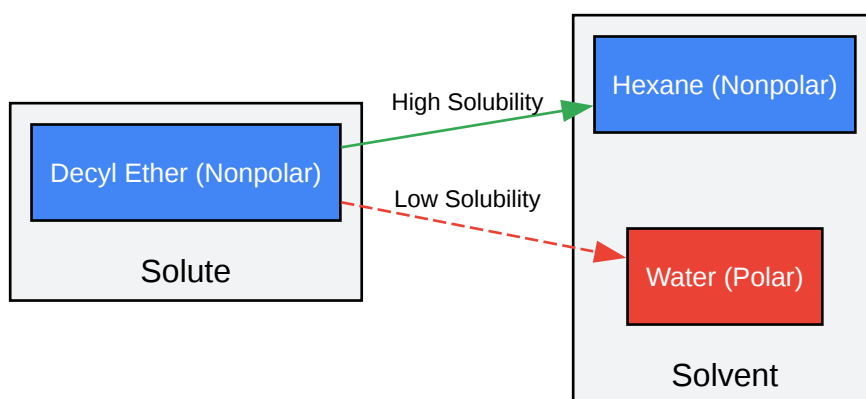 Decyl Ether (Nonpolar)
Solute
High Solubility
Low Solubility
Hexane (Nonpolar)
Water (Polar)
Solvent